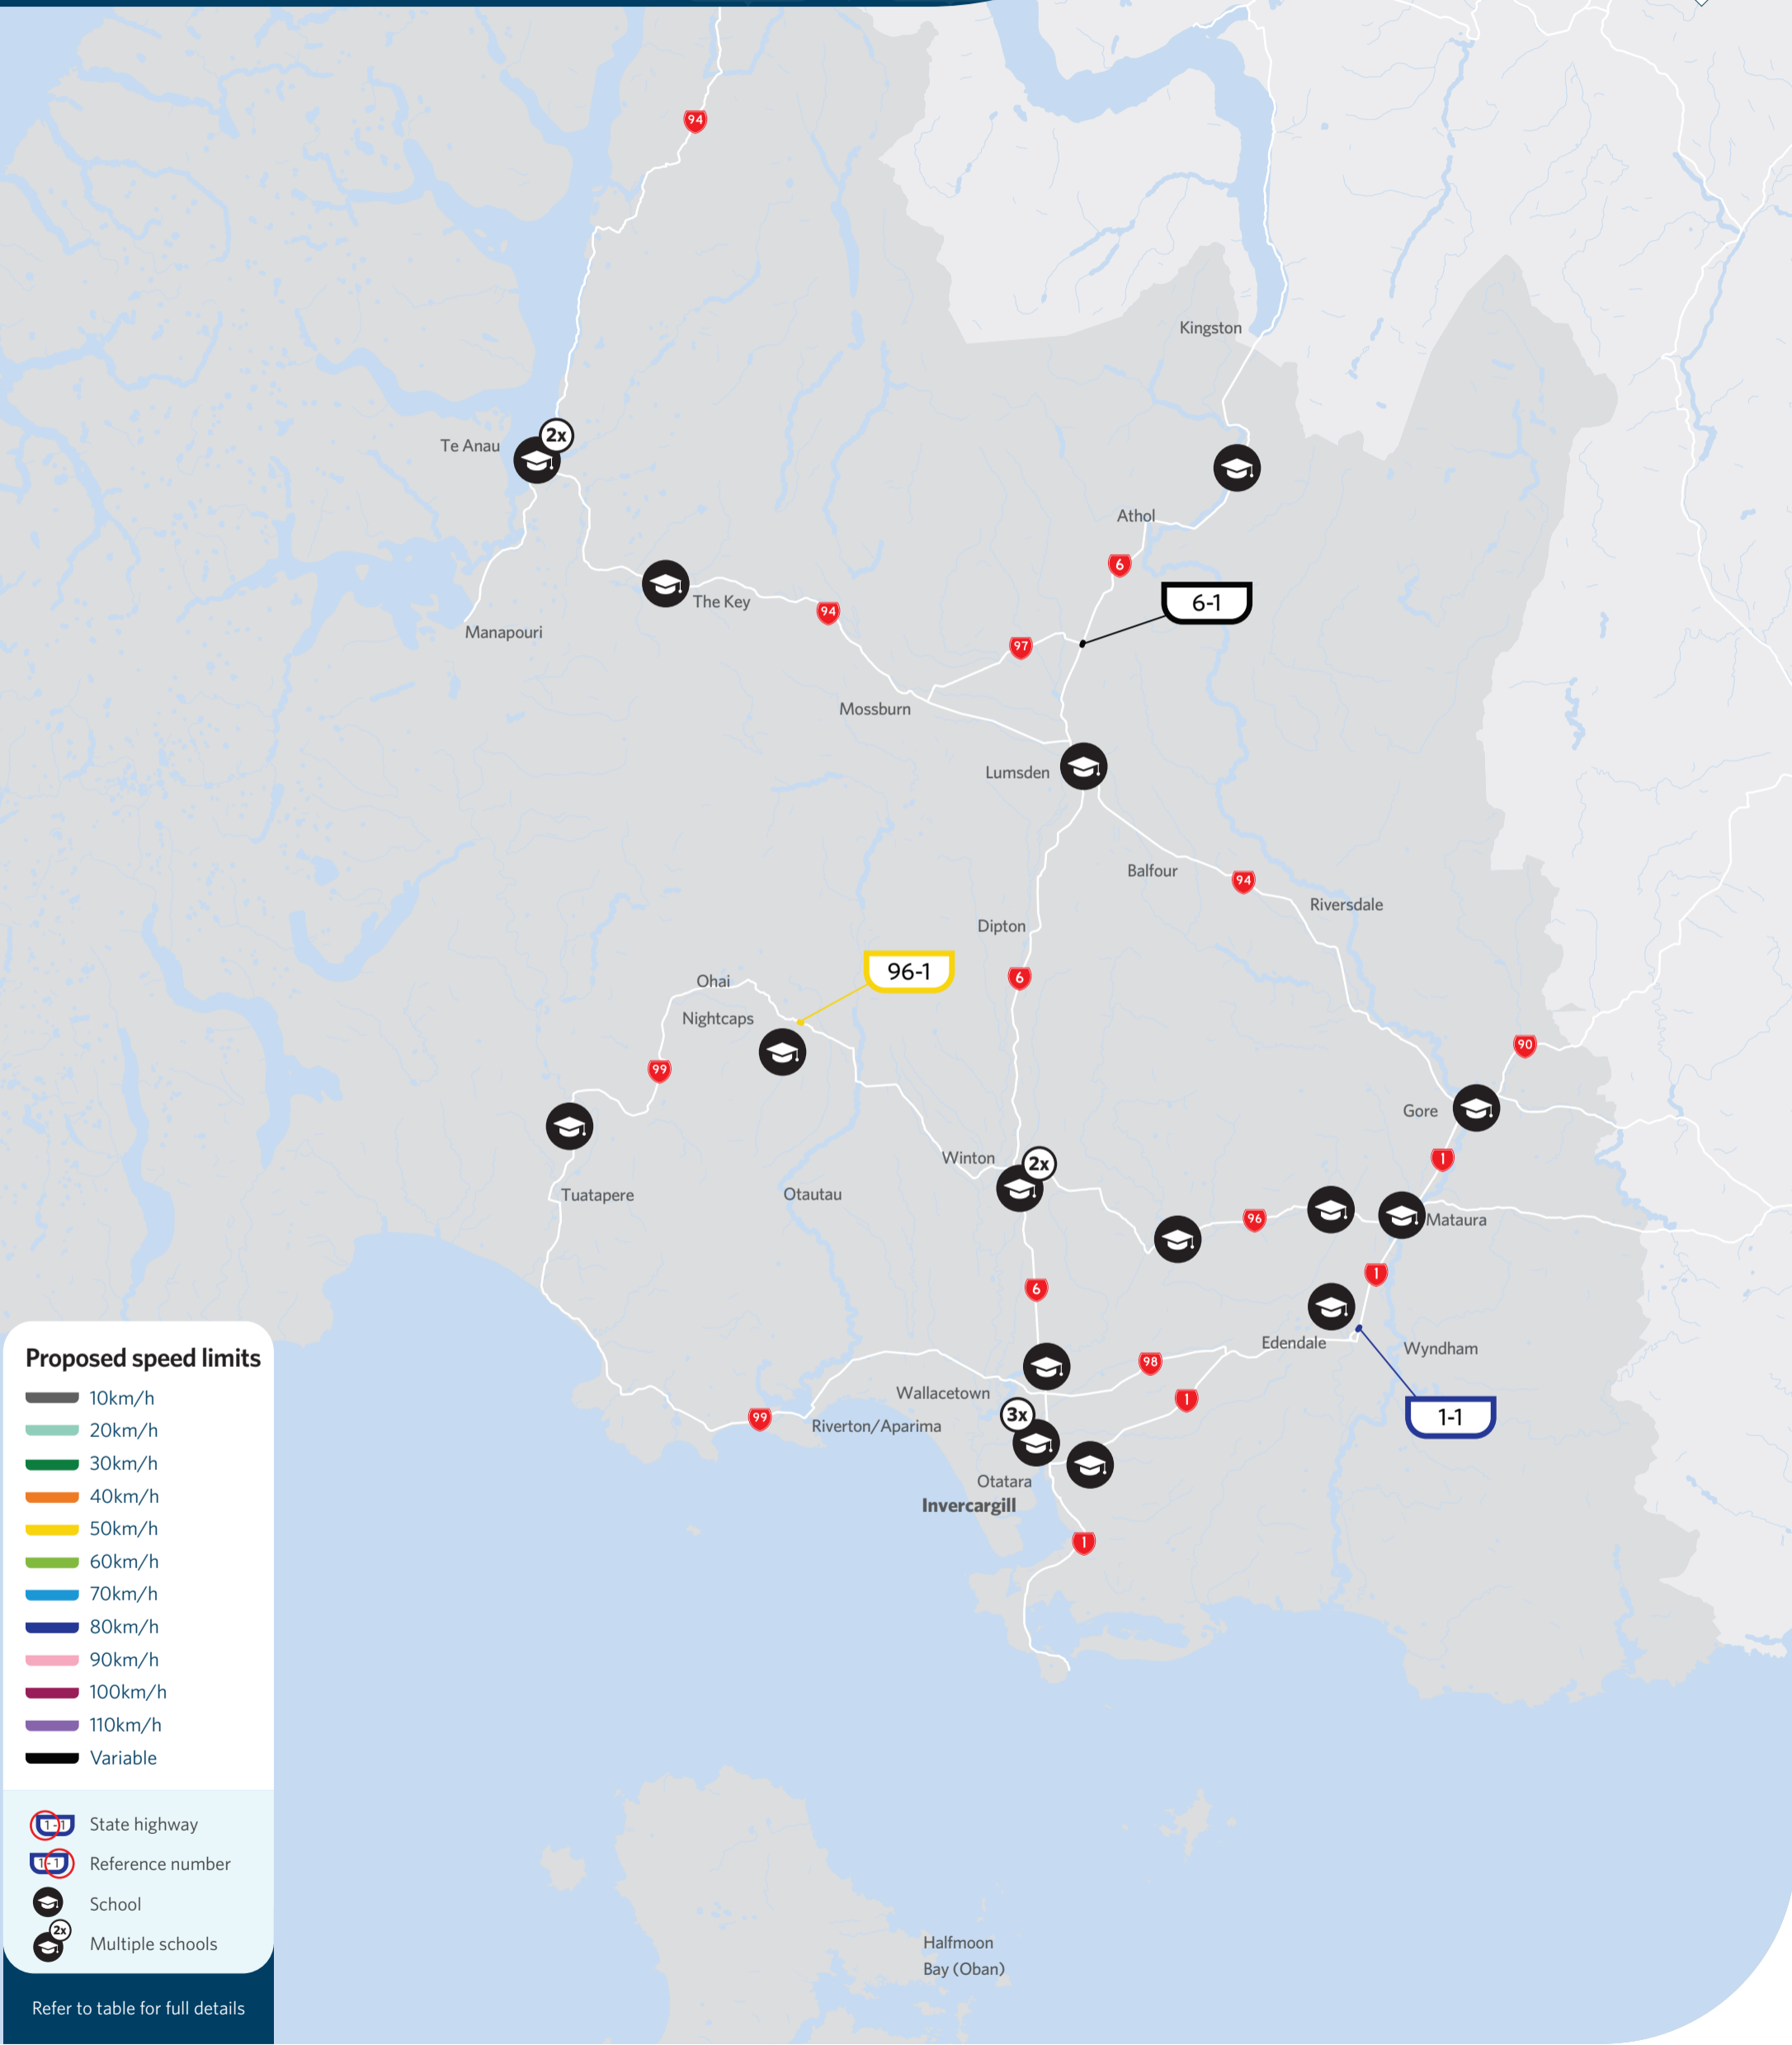 94
Kingston
2x
Te Anau
Athol
6
6-1
The Key
94
Manapouri
97
Mossburn
Lumsden
Balfour
94
Riversdale
Dipton
96-1
6
Ohai
Nightcaps
90
99
Gore
Winton
2x
1
Tuatapere
Otautau
96
Mataura
1
6
Edendale
Wyndham
98
Wallacetown
1
1-1
3x
99
Riverton/Aparima
Otatara
Invercargill
1
Halfmoon
Bay (Oban)
Proposed speed limits
10km/h
20km/h
30km/h
40km/h
50km/h
60km/h
70km/h
80km/h
90km/h
100km/h
110km/h
Variable
1-1 State highway
1-1 Reference number
School
2x
Multiple schools
Refer to table for full details